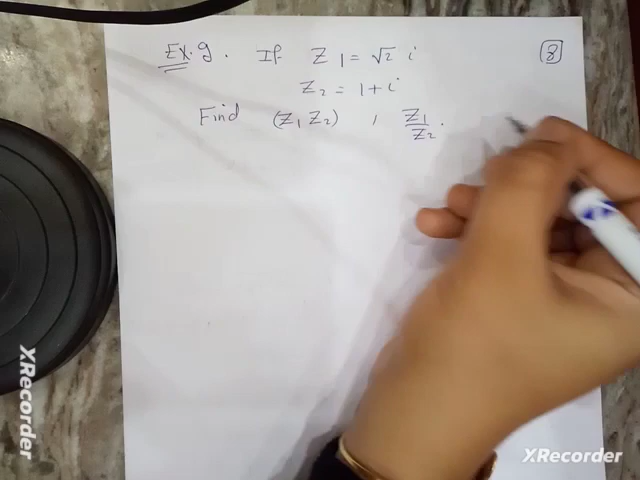 Ex. 9. If Z1 = √2 i
8
Z2 = 1 + i
Find (Z1 Z2) , Z1/Z2.
XRecorder
XRecorder